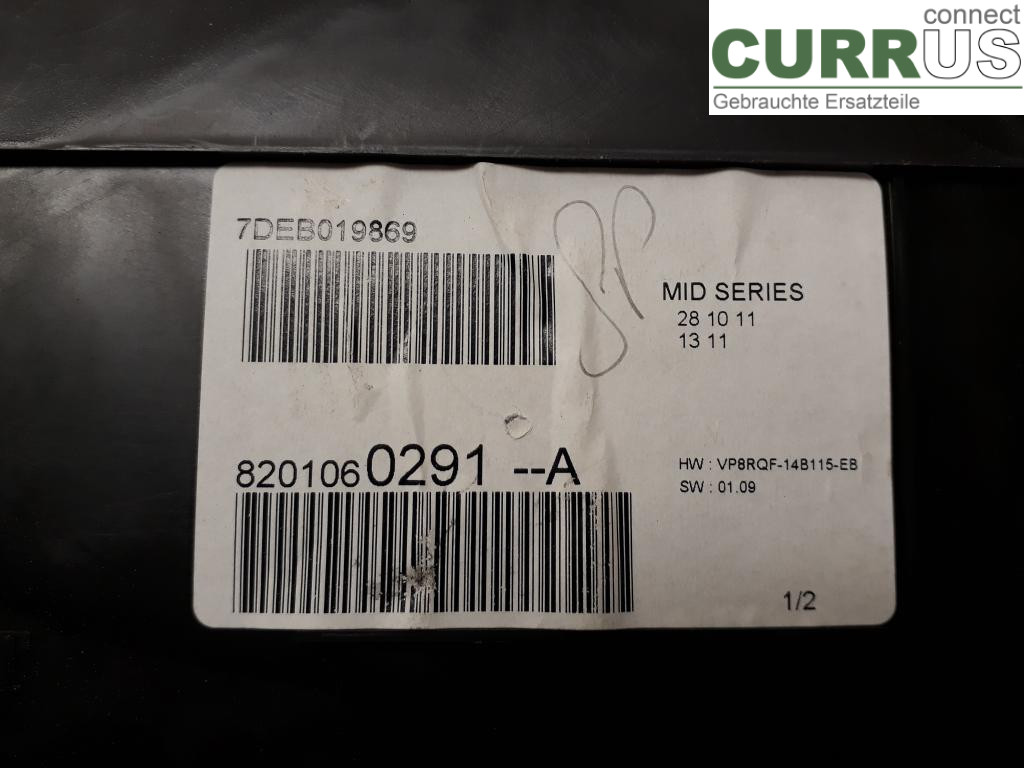 connect
CURRUS
Gebrauchte Ersatzteile
7DEB019869
MID SERIES
28 10 11
13 11
8201060291 --A
HW : VP8RQF-14B115-EB
SW : 01.09
1/2